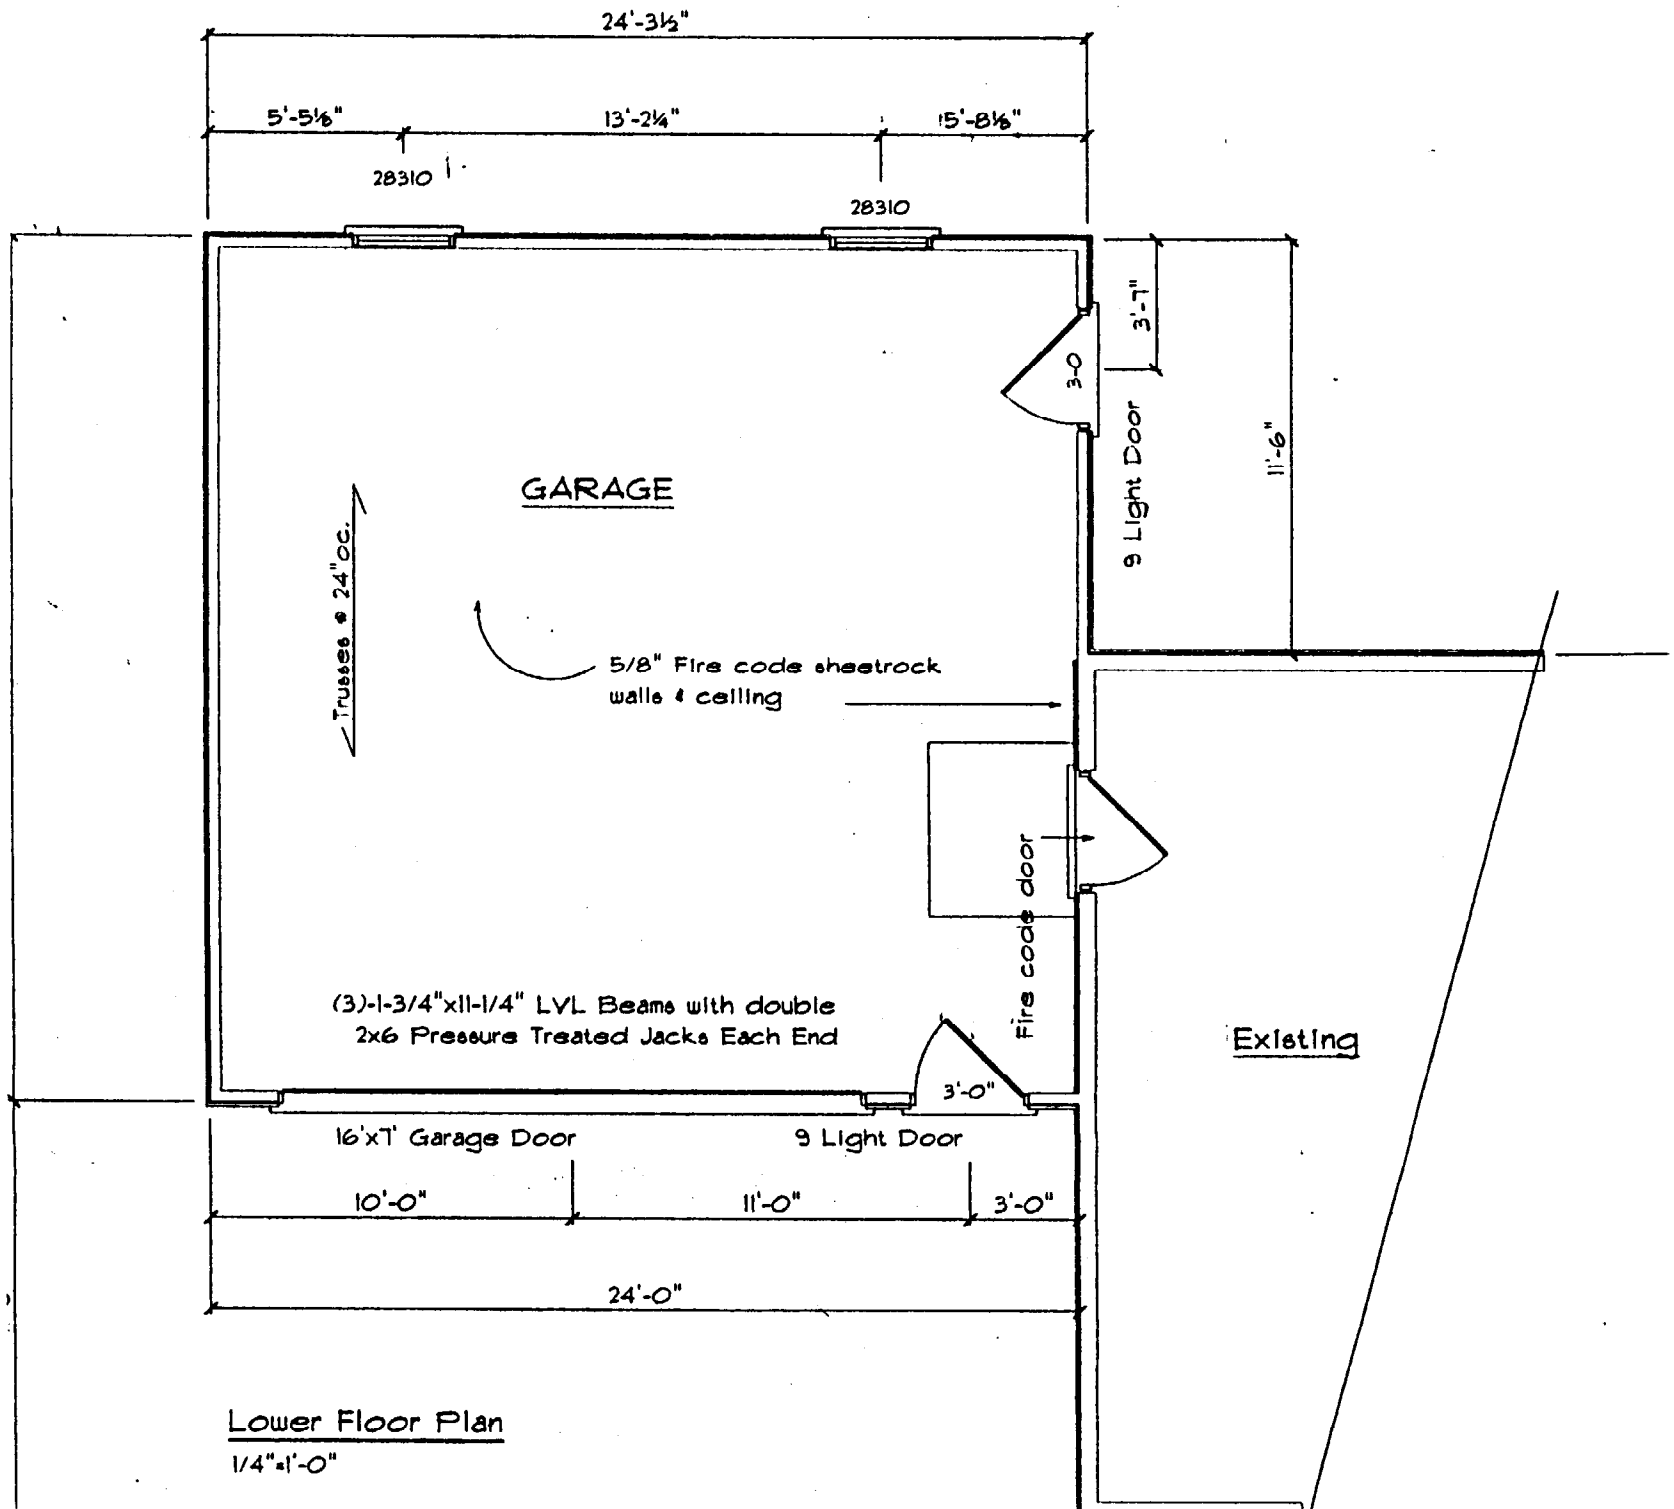 24'-3½"
5'-5⅛"
13'-2¼"
15'-8⅛"
28310
28310
3'-7"
3-0
11'-6"
9 Light Door
GARAGE
Trusses @ 24"oc.
5/8" Fire code sheetrock
walls & ceiling
Fire code door
(3)-1-3/4"x11-1/4" LVL Beams with double
2x6 Pressure Treated Jacks Each End
Existing
3'-0"
16'x7' Garage Door
9 Light Door
10'-0"
11'-0"
3'-0"
24'-0"
Lower Floor Plan
1/4"=1'-0"